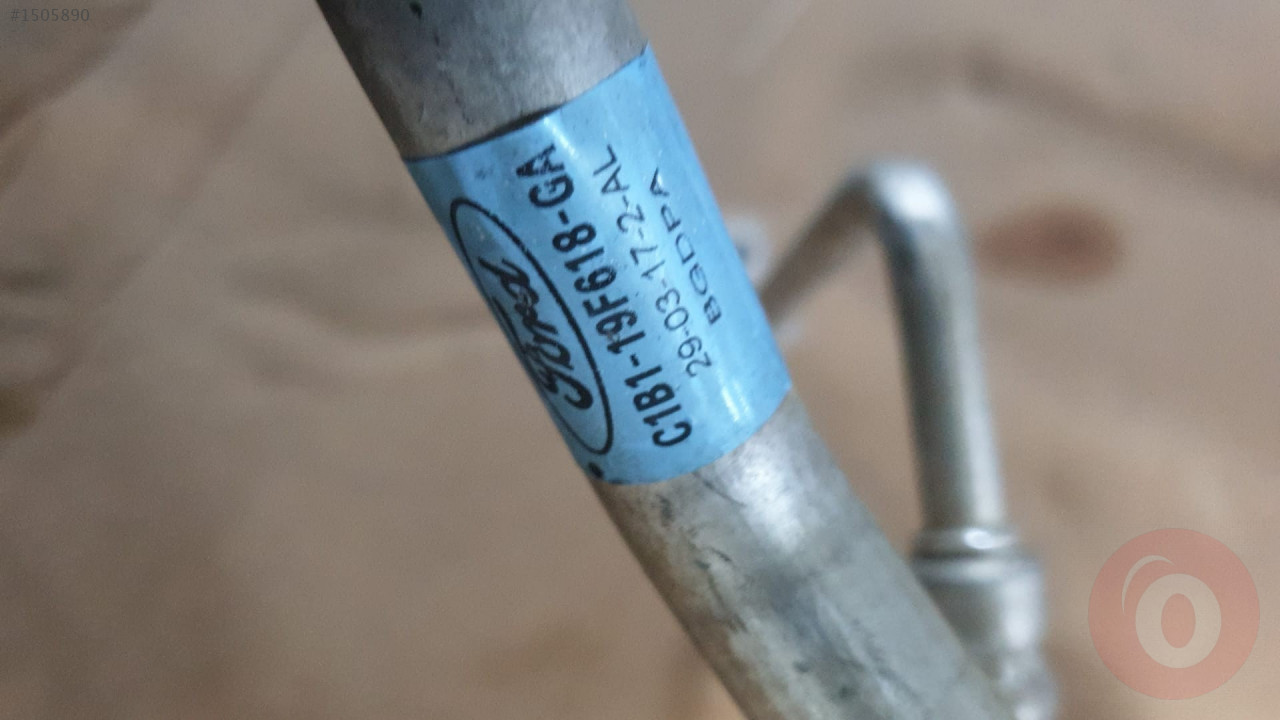 #1505890
Ford
C1B1-19F618-GA
29-03-17-2-AL
BGDPA